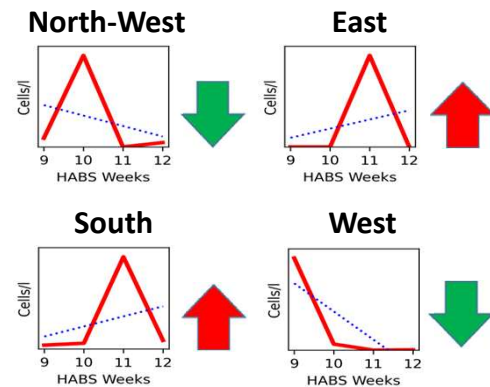 North-West
Cells/l
9 10 11 12
HABS Weeks
East
Cells/l
9 10 11 12
HABS Weeks
South
Cells/l
9 10 11 12
HABS Weeks
West
Cells/l
9 10 11 12
HABS Weeks